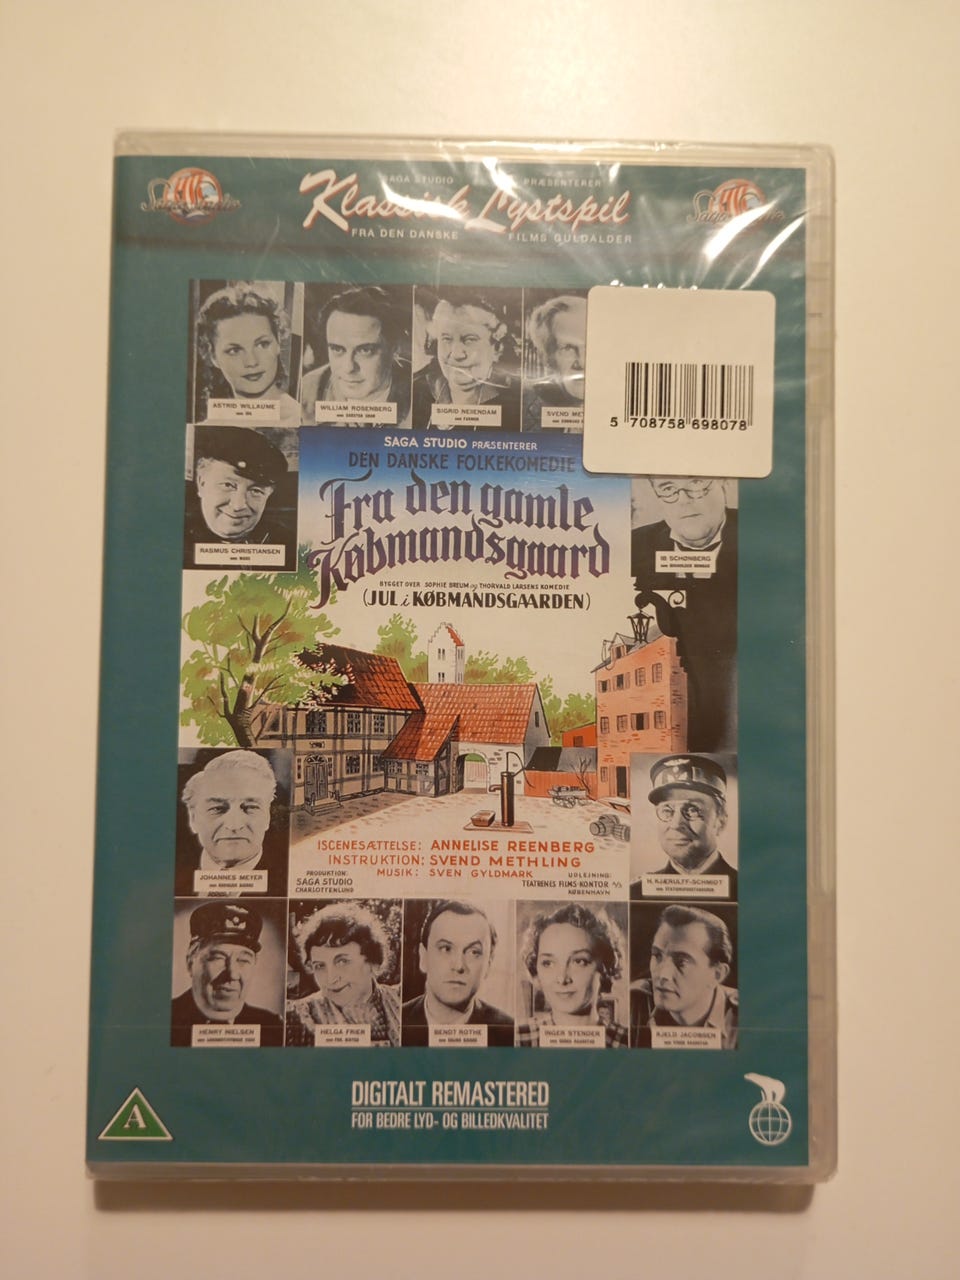 SAGA STUDIO PRÆSENTERER
Klassisk Lystspil
FRA DEN DANSKE FILMS GULDALDER
ASTRID WILLAUME
WILLIAM ROSENBERG
SIGRID NEIIENDAM
SVEND MET
5 708758 698078
SAGA STUDIO PRÆSENTERER
DEN DANSKE FOLKEKOMEDIE
Fra den gamle
Købmandsgaard
BYGGET OVER SOPHIE BREUM og THORVALD LARSENS KOMEDIE
(JUL i KØBMANDSGAARDEN)
RASMUS CHRISTIANSEN
IB SCHØNBERG
JOHANNES MEYER
H. KJÆRULFF-SCHMIDT
ISCENESÆTTELSE: ANNELISE REENBERG
INSTRUKTION: SVEND METHLING
MUSIK: SVEN GYLDMARK
PRODUKTION:
SAGA STUDIO
CHARLOTTENLUND
UDLEJNING:
TEATRENES FILMS-KONTOR A/S
KØBENHAVN
HENRY NIELSEN
HELGA FRIER
BENDT ROTHE
INGER STENDER
KJELD JACOBSEN
DIGITALT REMASTERED
FOR BEDRE LYD- OG BILLEDKVALITET
A